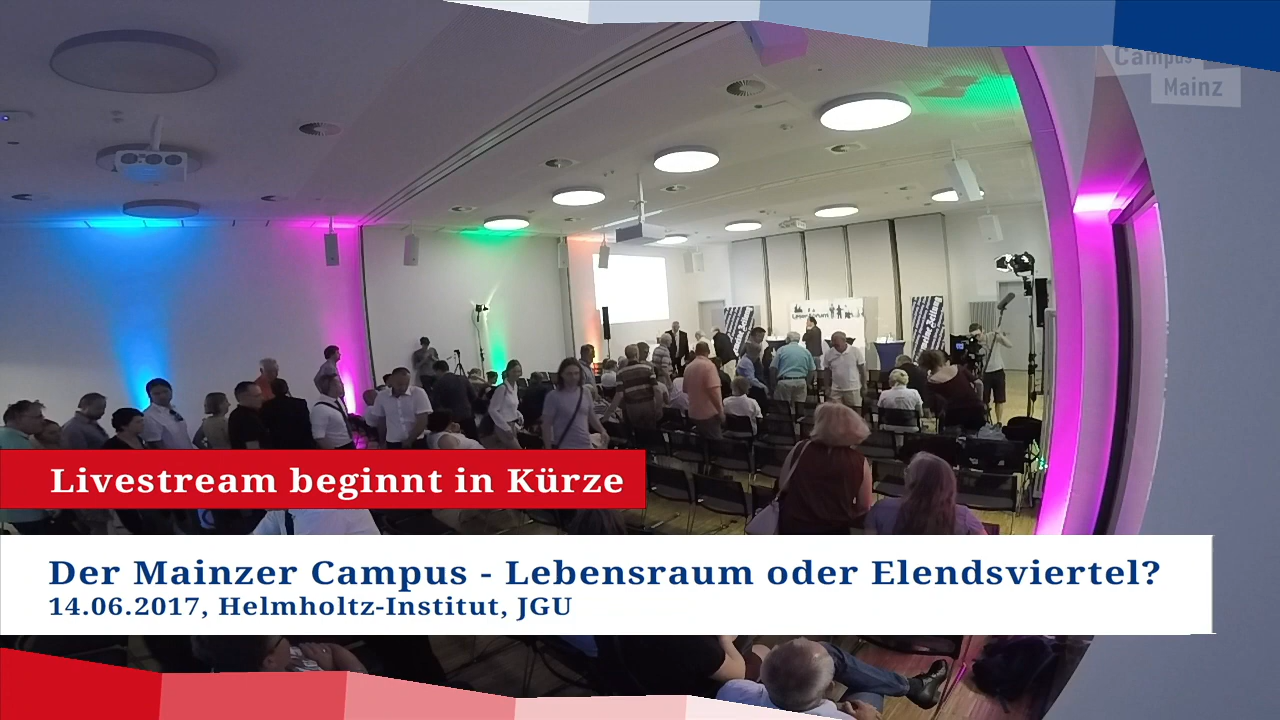 Campus
Mainz
Livestream beginnt in Kürze
Der Mainzer Campus - Lebensraum oder Elendsviertel?
14.06.2017, Helmholtz-Institut, JGU